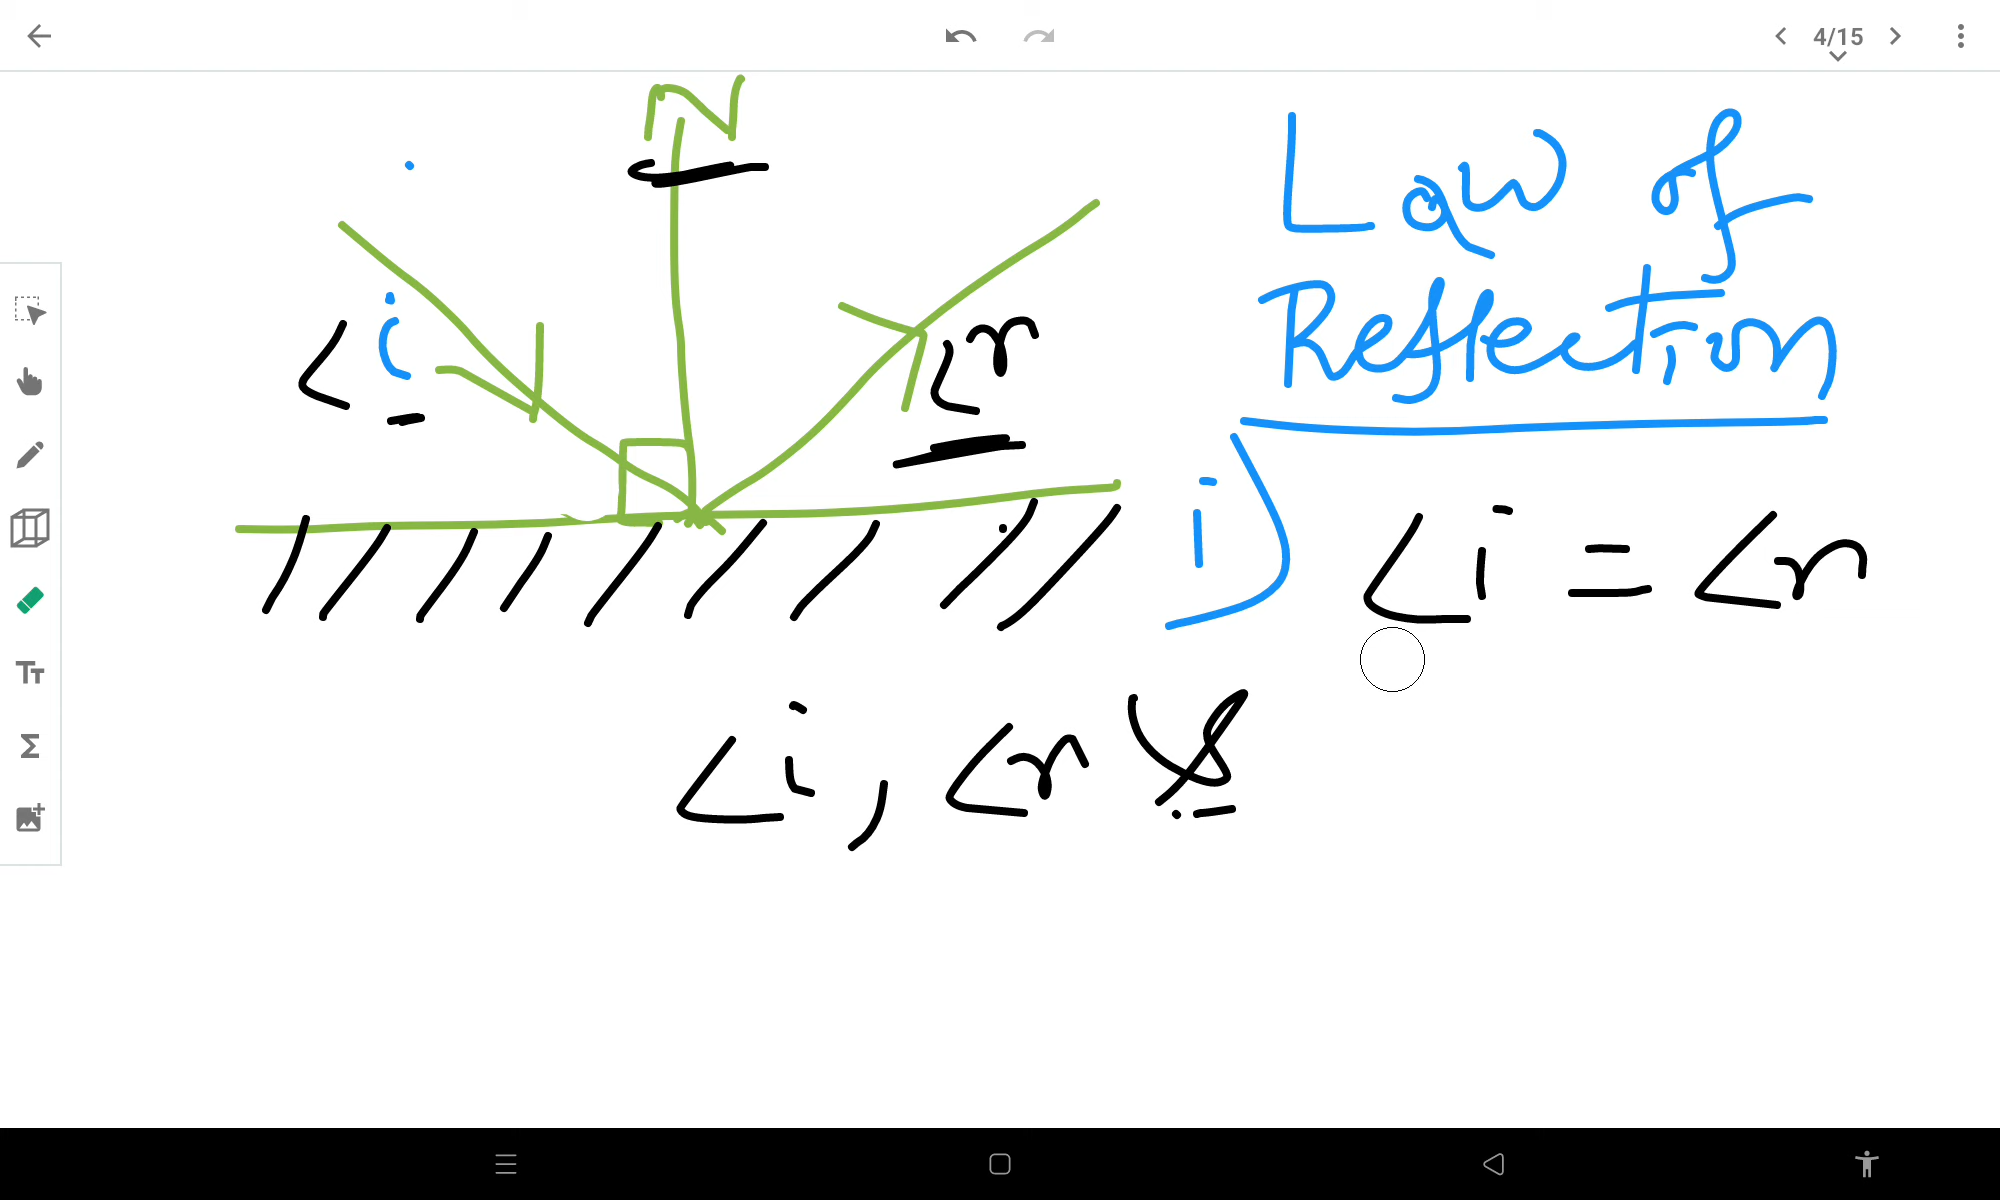 4/15
N
Law of
Reflection
∠i
∠r
i) ∠i = ∠r
∠i, ∠r &